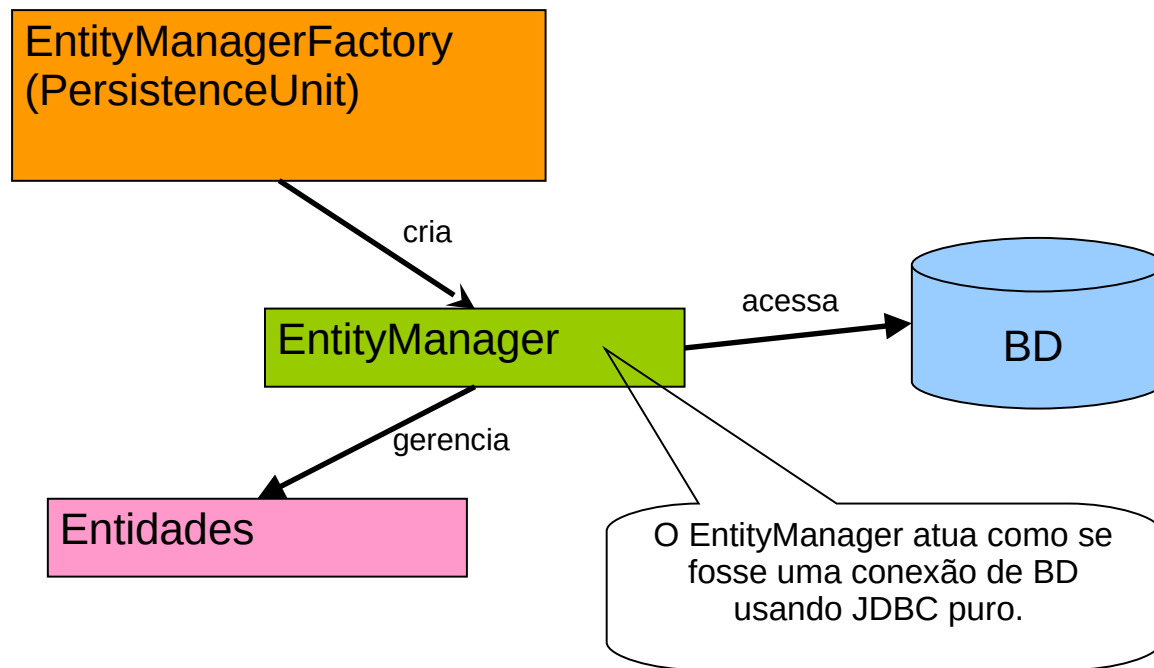 EntityManagerFactory
(PersistenceUnit)
cria
EntityManager
acessa
BD
gerencia
Entidades
O EntityManager atua como se
fosse uma conexão de BD
usando JDBC puro.